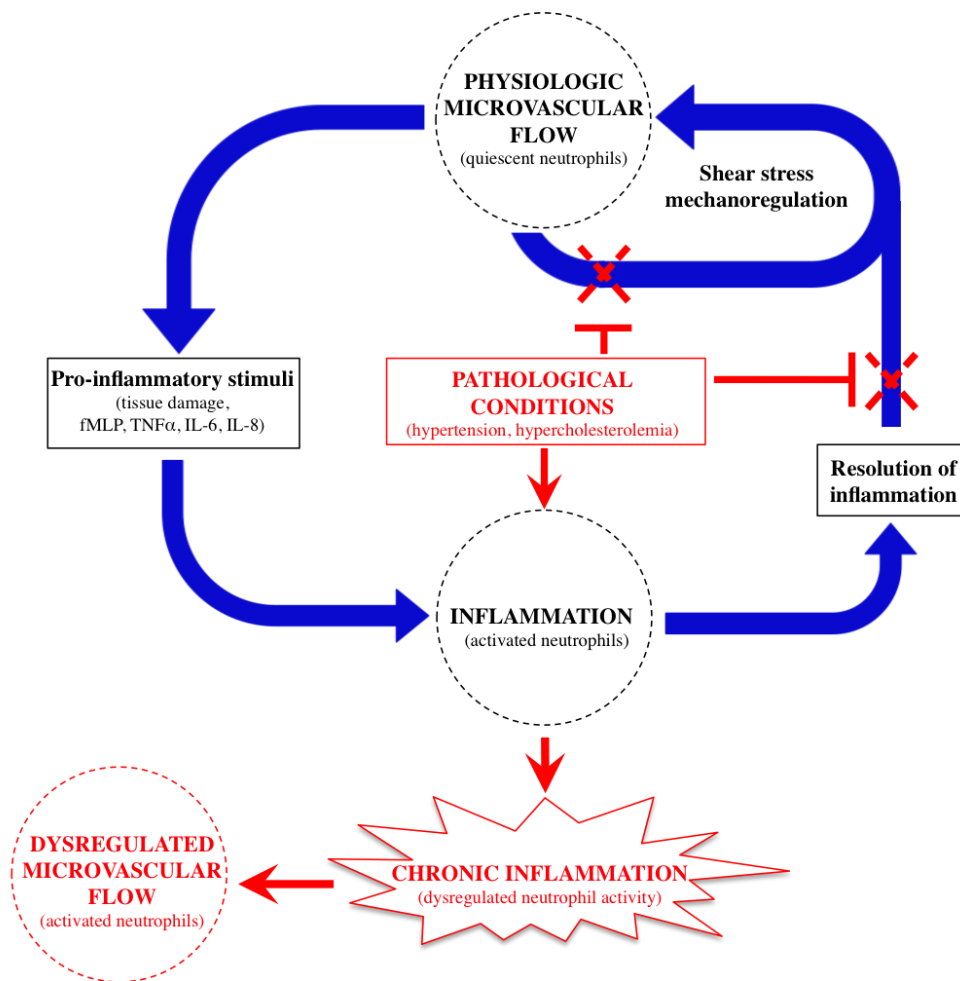 PHYSIOLOGIC
MICROVASCULAR
FLOW
(quiescent neutrophils)
Shear stress
mechanoregulation
Pro-inflammatory stimuli
(tissue damage,
fMLP, TNFα, IL-6, IL-8)
PATHOLOGICAL
CONDITIONS
(hypertension, hypercholesterolemia)
Resolution of
inflammation
INFLAMMATION
(activated neutrophils)
CHRONIC INFLAMMATION
(dysregulated neutrophil activity)
DYSREGULATED
MICROVASCULAR
FLOW
(activated neutrophils)